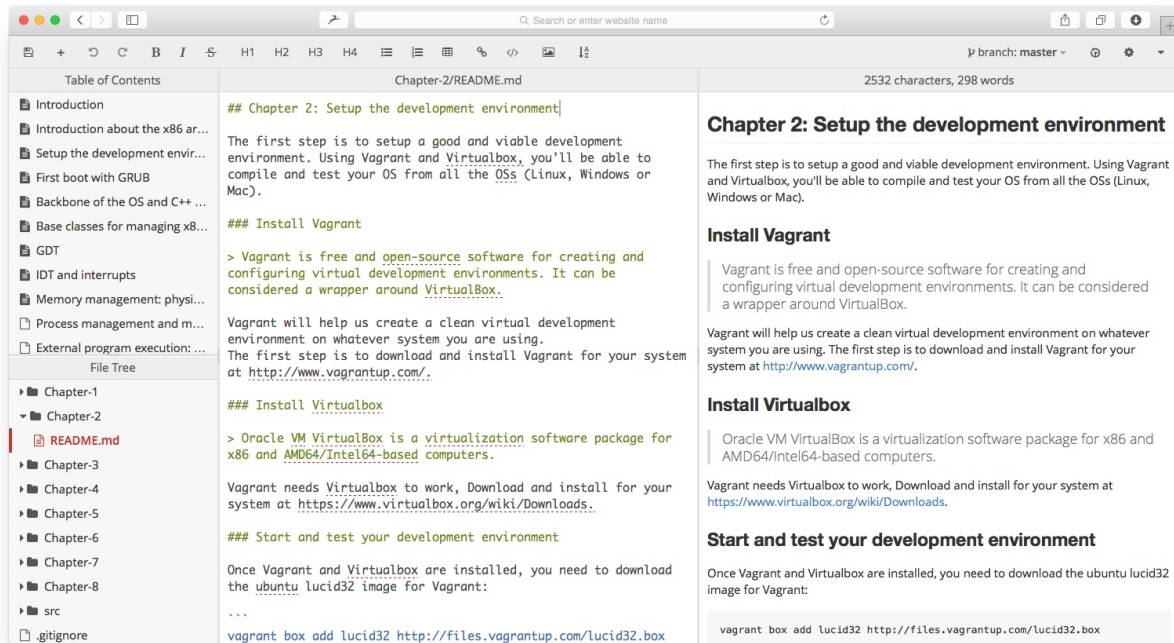 Search or enter website name
B I S H1 H2 H3 H4
branch: master
Table of Contents
Chapter-2/README.md
2532 characters, 298 words
Introduction
Introduction about the x86 ar...
Setup the development envir...
First boot with GRUB
Backbone of the OS and C++ ...
Base classes for managing x8...
GDT
IDT and interrupts
Memory management: physi...
Process management and m...
External program execution: ...
File Tree
Chapter-1
Chapter-2
README.md
Chapter-3
Chapter-4
Chapter-5
Chapter-6
Chapter-7
Chapter-8
src
.gitignore
## Chapter 2: Setup the development environment
The first step is to setup a good and viable development
environment. Using Vagrant and Virtualbox, you'll be able to
compile and test your OS from all the OSs (Linux, Windows or
Mac).
### Install Vagrant
> Vagrant is free and open-source software for creating and
configuring virtual development environments. It can be
considered a wrapper around VirtualBox.
Vagrant will help us create a clean virtual development
environment on whatever system you are using.
The first step is to download and install Vagrant for your system
at http://www.vagrantup.com/.
### Install Virtualbox
> Oracle VM VirtualBox is a virtualization software package for
x86 and AMD64/Intel64-based computers.
Vagrant needs Virtualbox to work, Download and install for your
system at https://www.virtualbox.org/wiki/Downloads.
### Start and test your development environment
Once Vagrant and Virtualbox are installed, you need to download
the ubuntu lucid32 image for Vagrant:
```
vagrant box add lucid32 http://files.vagrantup.com/lucid32.box
Chapter 2: Setup the development environment
The first step is to setup a good and viable development environment. Using Vagrant
and Virtualbox, you'll be able to compile and test your OS from all the OSs (Linux,
Windows or Mac).
Install Vagrant
Vagrant is free and open-source software for creating and
configuring virtual development environments. It can be considered
a wrapper around VirtualBox.
Vagrant will help us create a clean virtual development environment on whatever
system you are using. The first step is to download and install Vagrant for your
system at http://www.vagrantup.com/.
Install Virtualbox
Oracle VM VirtualBox is a virtualization software package for x86 and
AMD64/Intel64-based computers.
Vagrant needs Virtualbox to work, Download and install for your system at
https://www.virtualbox.org/wiki/Downloads.
Start and test your development environment
Once Vagrant and Virtualbox are installed, you need to download the ubuntu lucid32
image for Vagrant:
vagrant box add lucid32 http://files.vagrantup.com/lucid32.box